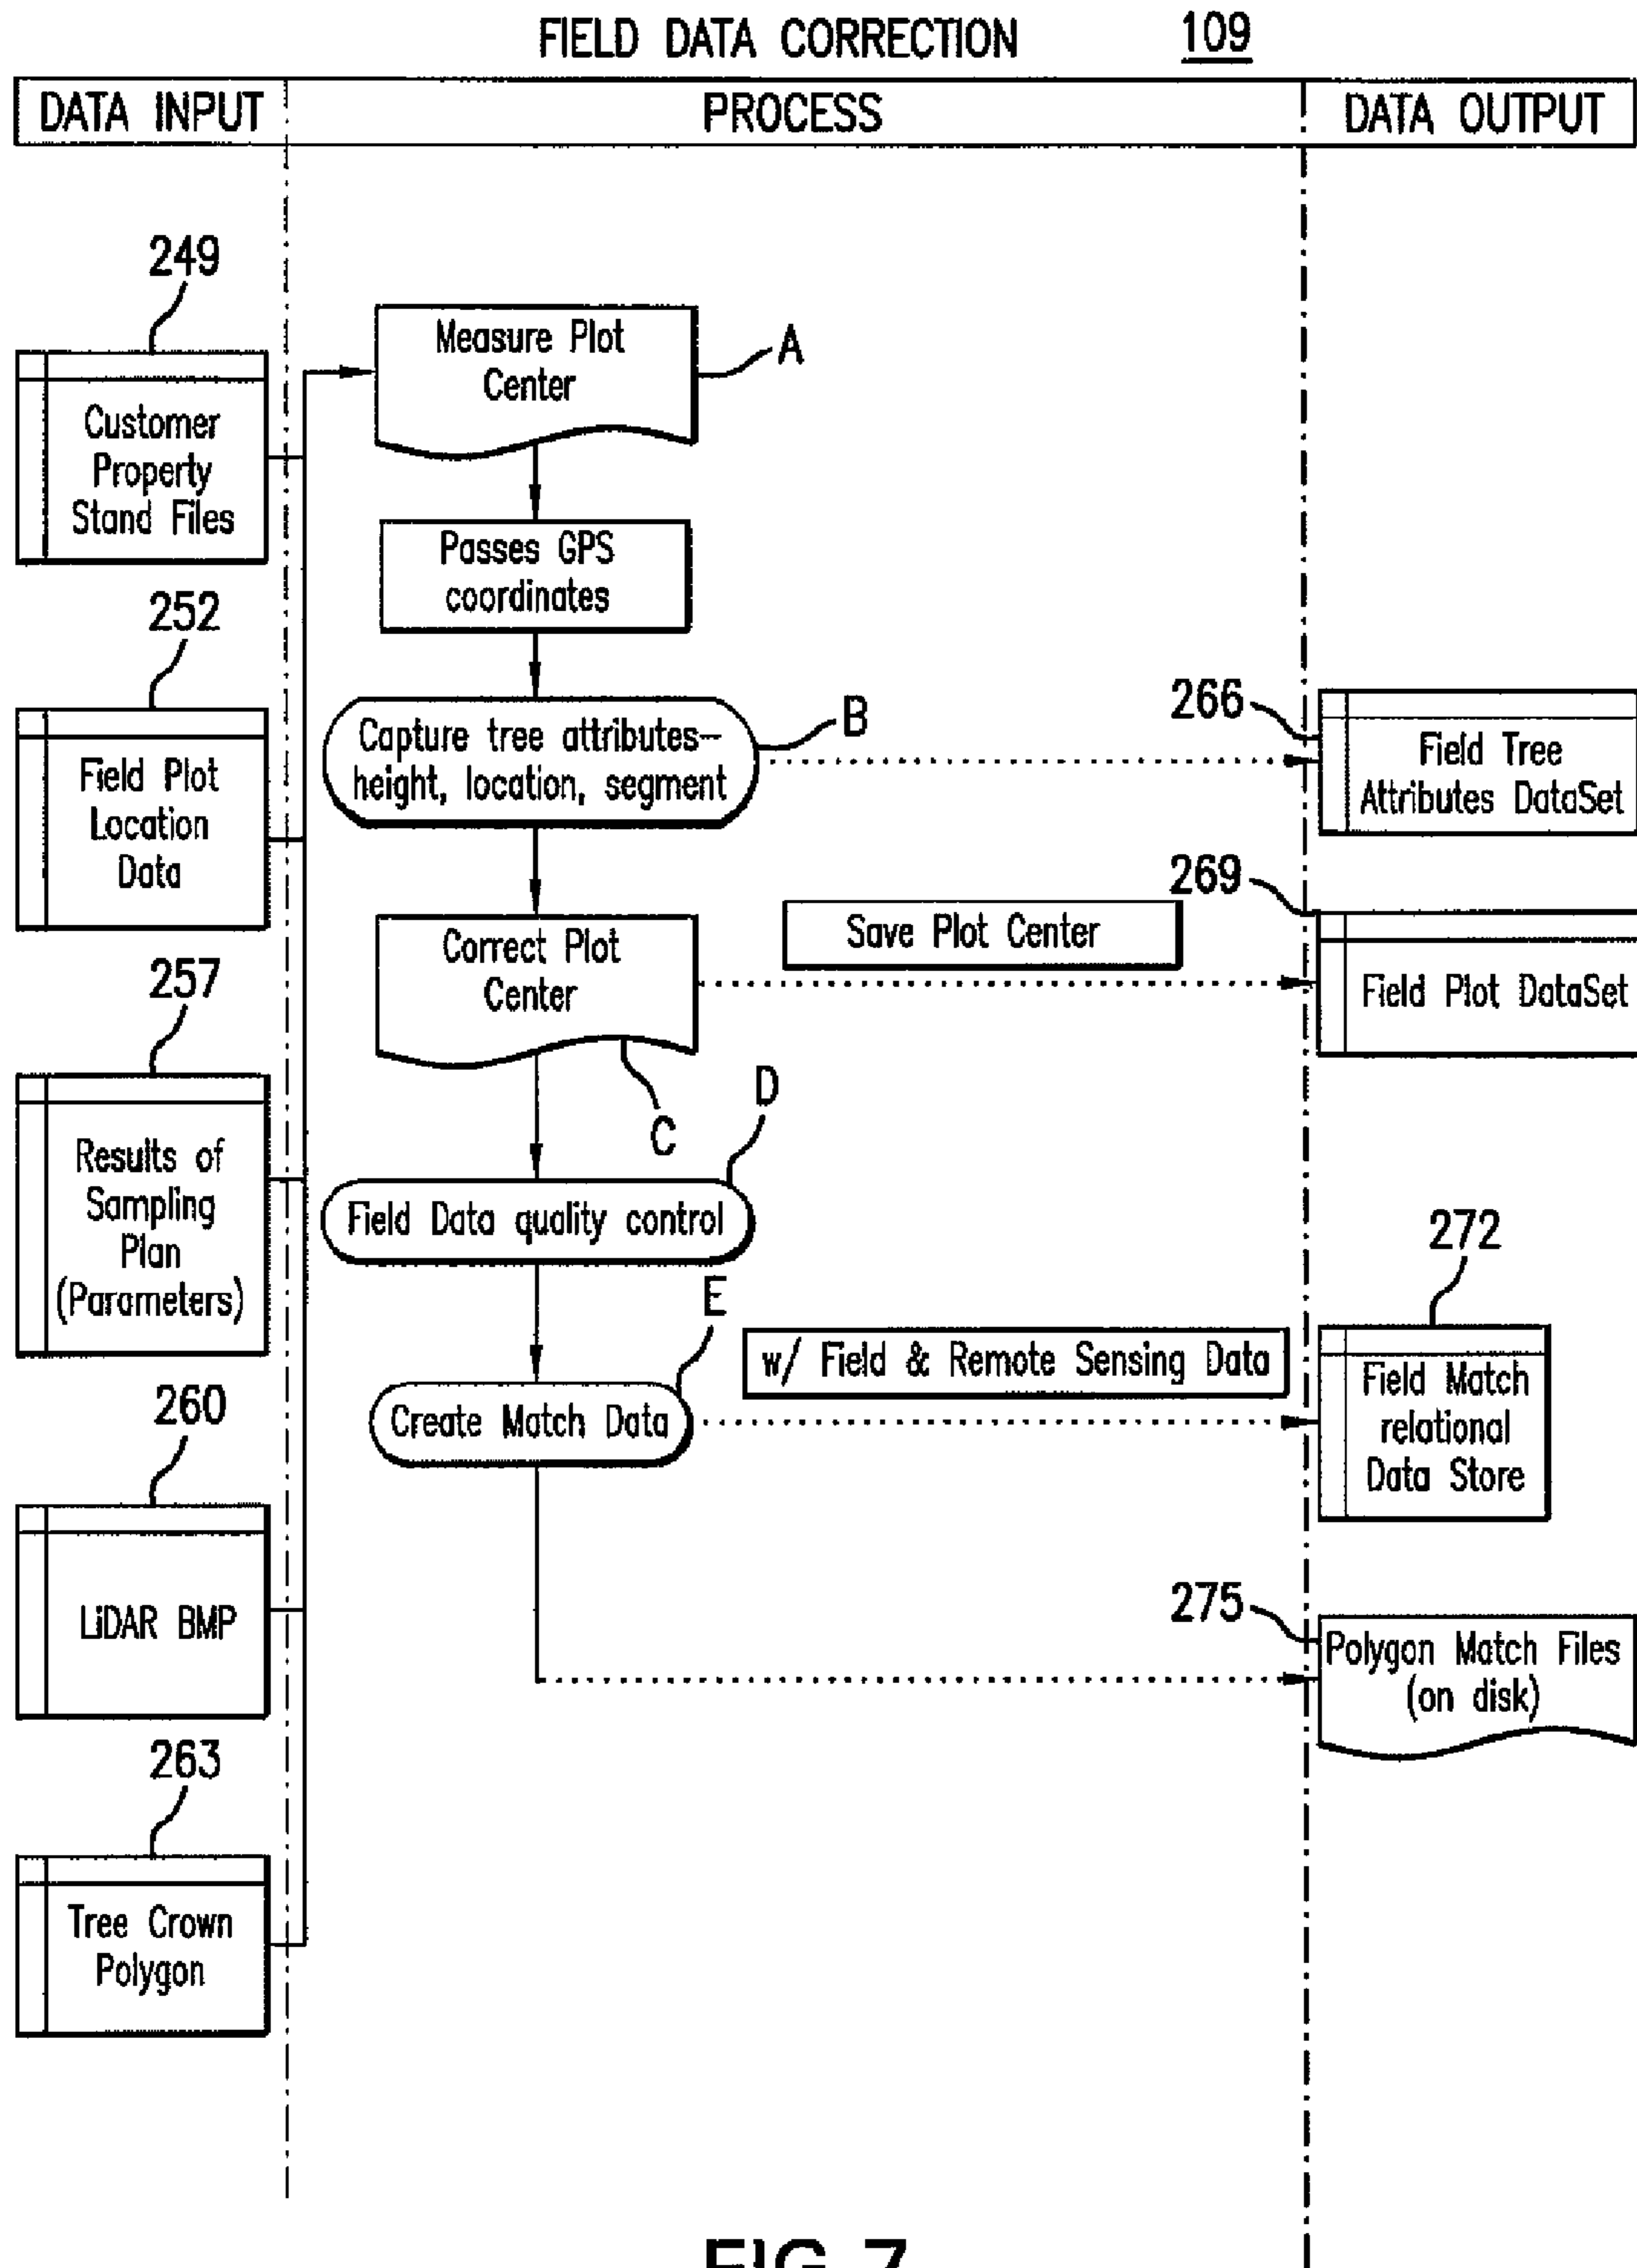 FIELD DATA CORRECTION 109
DATA INPUT PROCESS DATA OUTPUT
249
Customer
Property
Stand Files
252
Field Plot
Location
Data
257
Results of
Sampling
Plan
(Parameters)
260
LiDAR BMP
263
Tree Crown
Polygon
Measure Plot
Center
A
Passes GPS
coordinates
Capture tree attributes-
height, location, segment
B
Correct Plot
Center
C
Save Plot Center
Field Data quality control
D
Create Match Data
E
w/ Field & Remote Sensing Data
266
Field Tree
Attributes DataSet
269
Field Plot DataSet
272
Field Match
relational
Data Store
275
Polygon Match Files
(on disk)
FIG. 7